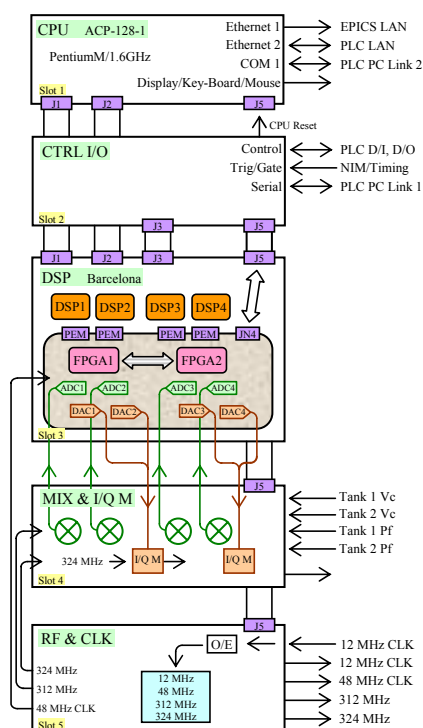 CPU ACP-128-1
PentiumM/1.6GHz
Ethernet 1
EPICS LAN
Ethernet 2
PLC LAN
COM 1
PLC PC Link 2
Display/Key-Board/Mouse
Slot 1
J1
J2
J5
CPU Reset
CTRL I/O
Control
PLC D/I, D/O
Trig/Gate
NIM/Timing
Serial
PLC PC Link 1
Slot 2
J3
J5
J1
J2
J3
J5
DSP Barcelona
DSP1
DSP2
DSP3
DSP4
PEM
PEM
PEM
PEM
JN4
FPGA1
FPGA2
ADC1
ADC2
ADC3
ADC4
DAC1
DAC2
DAC3
DAC4
Slot 3
J5
MIX & I/Q M
Tank 1 Vc
Tank 2 Vc
Tank 1 Pf
Tank 2 Pf
324 MHz
I/Q M
I/Q M
Slot 4
J5
RF & CLK
O/E
12 MHz CLK
12 MHz CLK
48 MHz CLK
312 MHz
324 MHz
12 MHz
48 MHz
312 MHz
324 MHz
324 MHz
312 MHz
48 MHz CLK
Slot 5